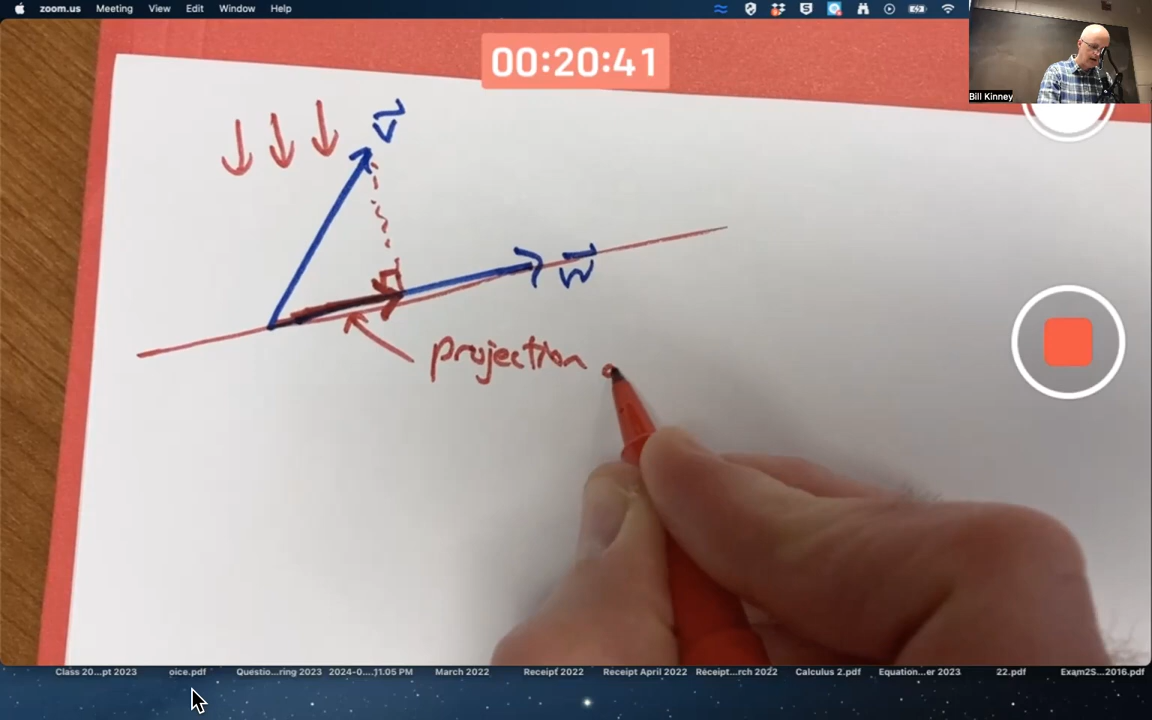 zoom.us Meeting View Edit Window Help
00:20:41
Bill Kinney
v
w
projection o
Class 20...pt 2023 oice.pdf Questio...ring 2023 2024-0....11.05 PM March 2022 Receipt 2022 Receipt April 2022 Receipt...rch 2022 Calculus 2.pdf Equation...er 2023 22.pdf Exam2S...2016.pdf